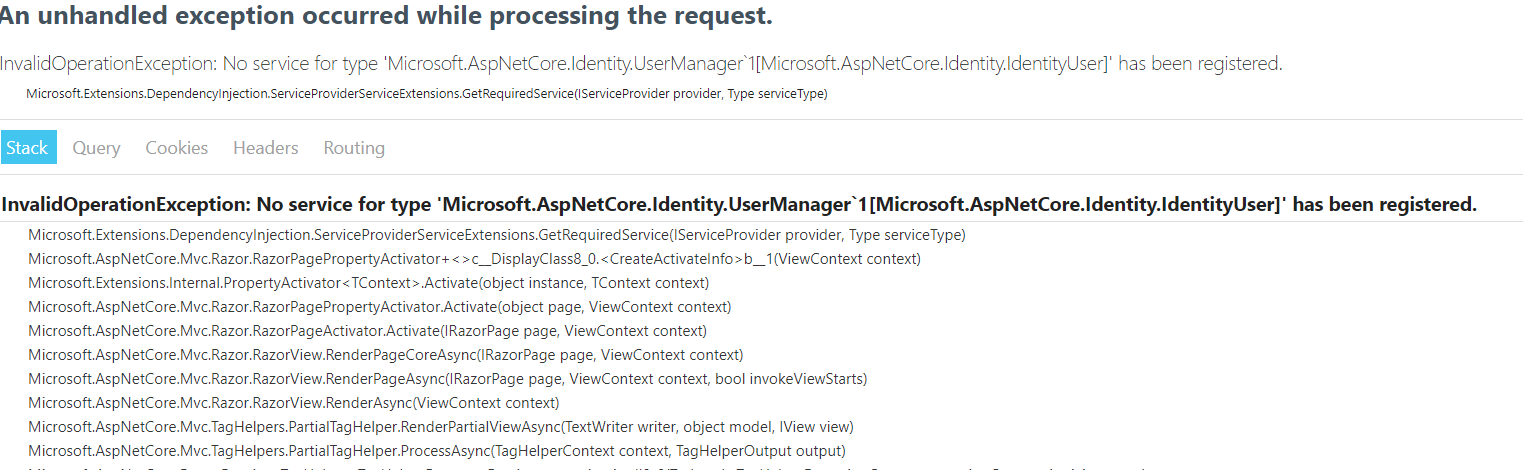 An unhandled exception occurred while processing the request.
InvalidOperationException: No service for type 'Microsoft.AspNetCore.Identity.UserManager`1[Microsoft.AspNetCore.Identity.IdentityUser]' has been registered.
Microsoft.Extensions.DependencyInjection.ServiceProviderServiceExtensions.GetRequiredService(IServiceProvider provider, Type serviceType)
Stack Query Cookies Headers Routing
InvalidOperationException: No service for type 'Microsoft.AspNetCore.Identity.UserManager`1[Microsoft.AspNetCore.Identity.IdentityUser]' has been registered.
Microsoft.Extensions.DependencyInjection.ServiceProviderServiceExtensions.GetRequiredService(IServiceProvider provider, Type serviceType)
Microsoft.AspNetCore.Mvc.Razor.RazorPagePropertyActivator+<>c__DisplayClass8_0.<CreateActivateInfo>b__1(ViewContext context)
Microsoft.Extensions.Internal.PropertyActivator<TContext>.Activate(object instance, TContext context)
Microsoft.AspNetCore.Mvc.Razor.RazorPagePropertyActivator.Activate(object page, ViewContext context)
Microsoft.AspNetCore.Mvc.Razor.RazorPageActivator.Activate(IRazorPage page, ViewContext context)
Microsoft.AspNetCore.Mvc.Razor.RazorView.RenderPageCoreAsync(IRazorPage page, ViewContext context)
Microsoft.AspNetCore.Mvc.Razor.RazorView.RenderPageAsync(IRazorPage page, ViewContext context, bool invokeViewStarts)
Microsoft.AspNetCore.Mvc.Razor.RazorView.RenderAsync(ViewContext context)
Microsoft.AspNetCore.Mvc.TagHelpers.PartialTagHelper.RenderPartialViewAsync(TextWriter writer, object model, IView view)
Microsoft.AspNetCore.Mvc.TagHelpers.PartialTagHelper.ProcessAsync(TagHelperContext context, TagHelperOutput output)